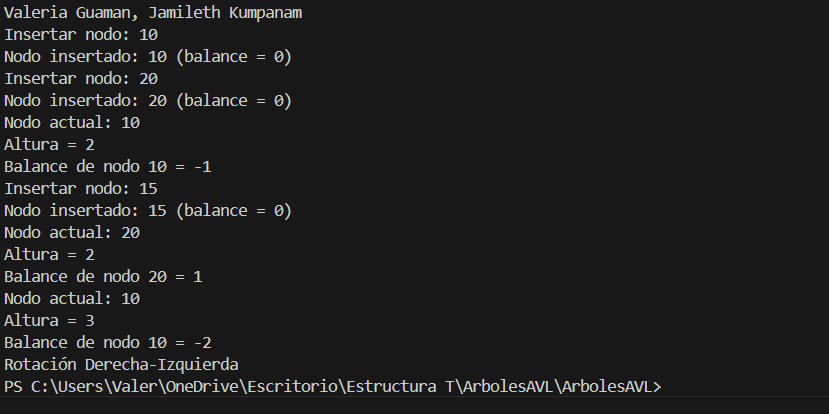 Valeria Guaman, Jamileth Kumpanam
Insertar nodo: 10
Nodo insertado: 10 (balance = 0)
Insertar nodo: 20
Nodo insertado: 20 (balance = 0)
Nodo actual: 10
Altura = 2
Balance de nodo 10 = -1
Insertar nodo: 15
Nodo insertado: 15 (balance = 0)
Nodo actual: 20
Altura = 2
Balance de nodo 20 = 1
Nodo actual: 10
Altura = 3
Balance de nodo 10 = -2
Rotación Derecha-Izquierda
PS C:\Users\Valer\OneDrive\Escritorio\Estructura T\ArbolesAVL\ArbolesAVL>